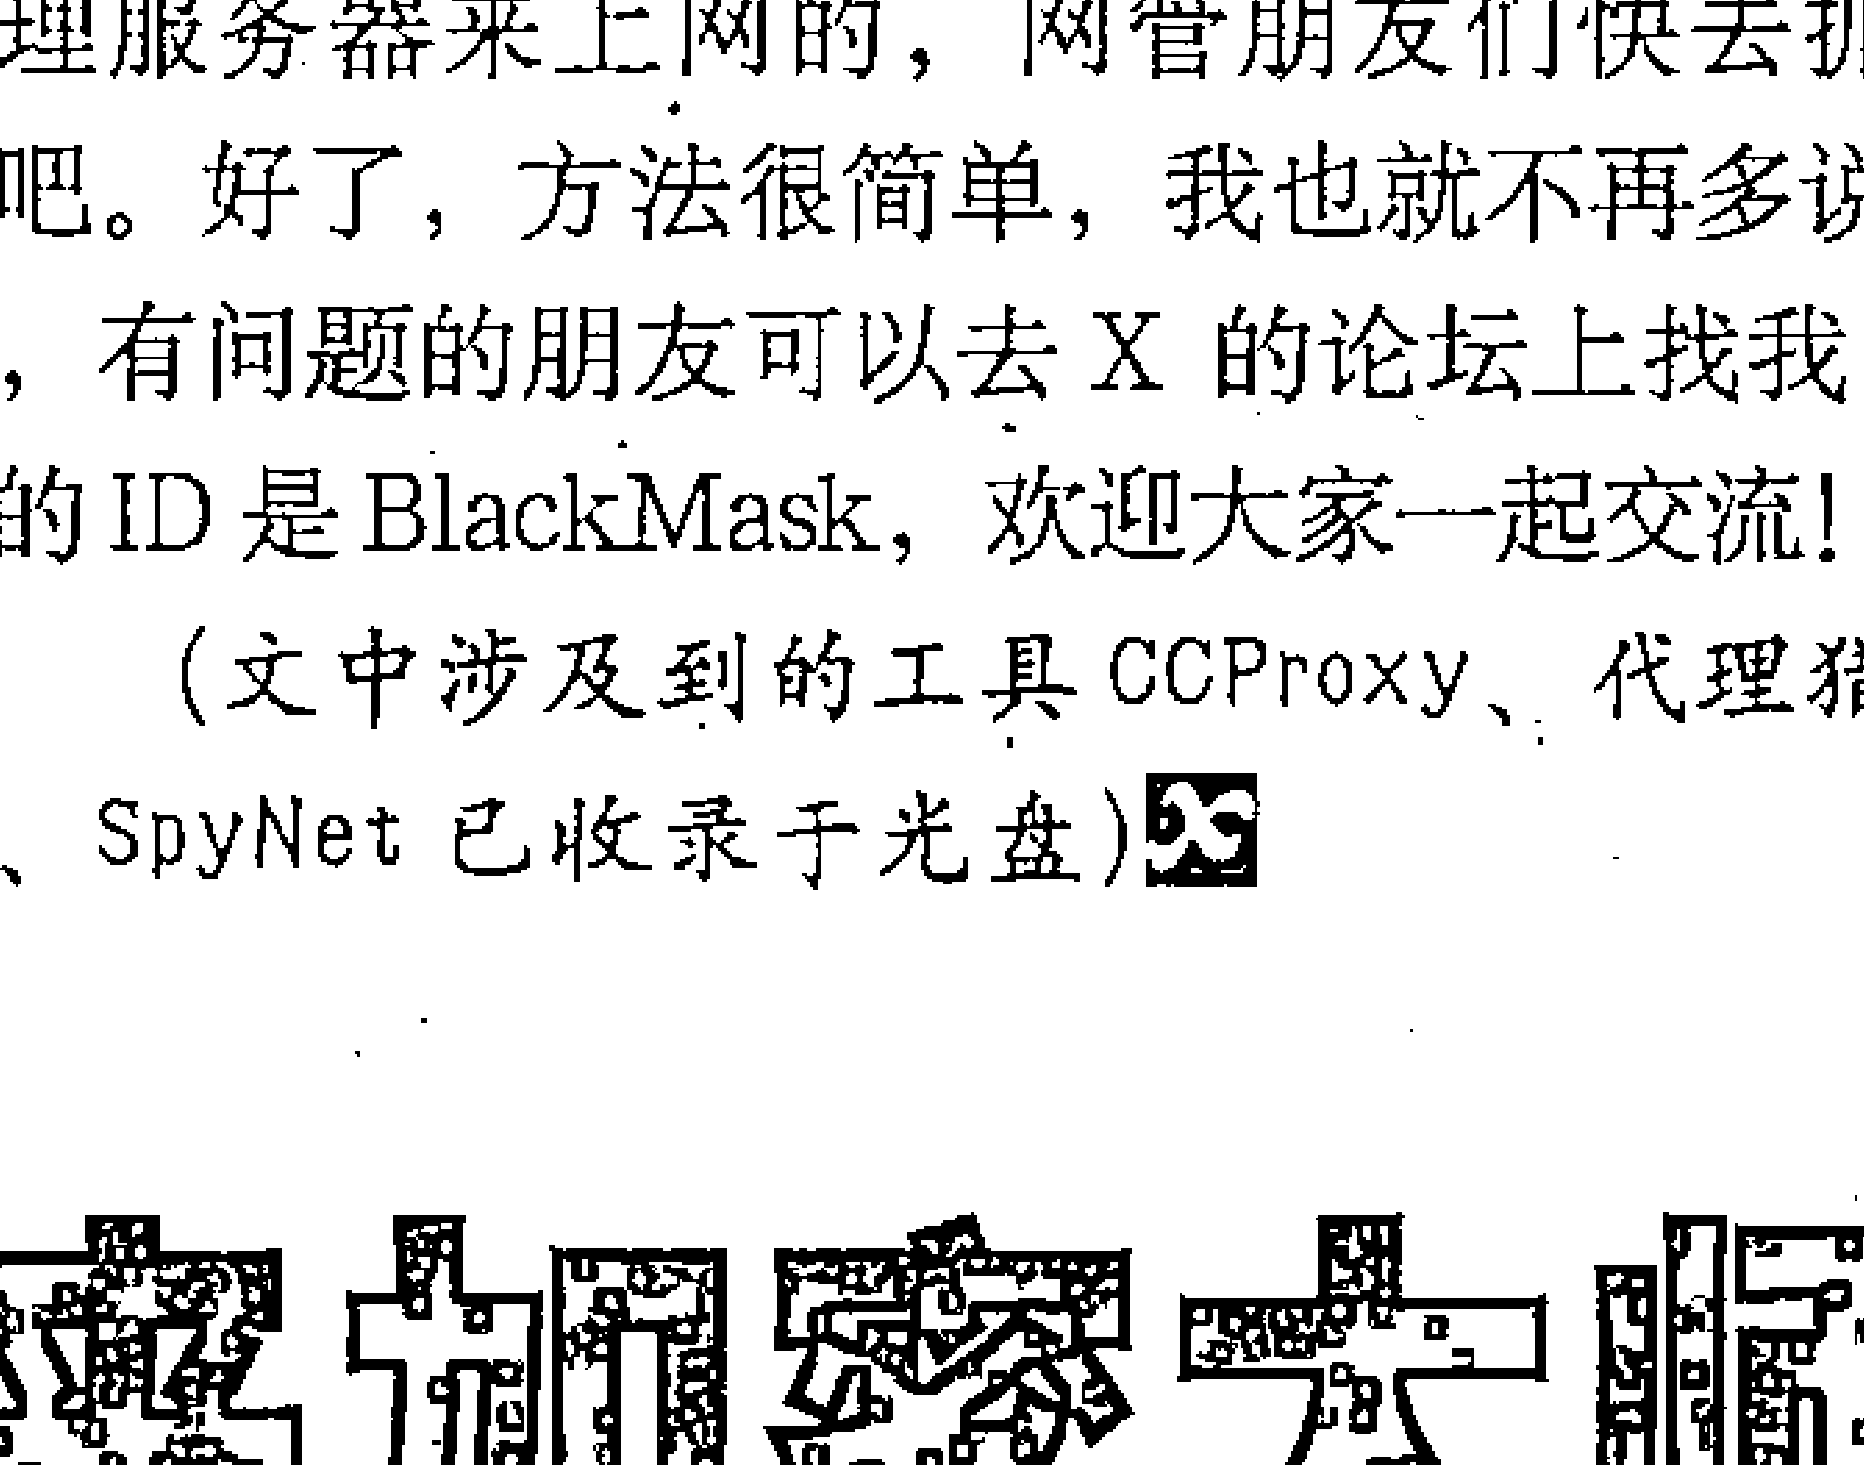 理服务器来上网的，网管朋友们快去抓
吧。好了，方法很简单，我也就不再多说
，有问题的朋友可以去 X 的论坛上找我
的 ID 是 BlackMask，欢迎大家一起交流！
（文中涉及到的工具 CCProxy、代理猎
、SpyNet 已收录于光盘）